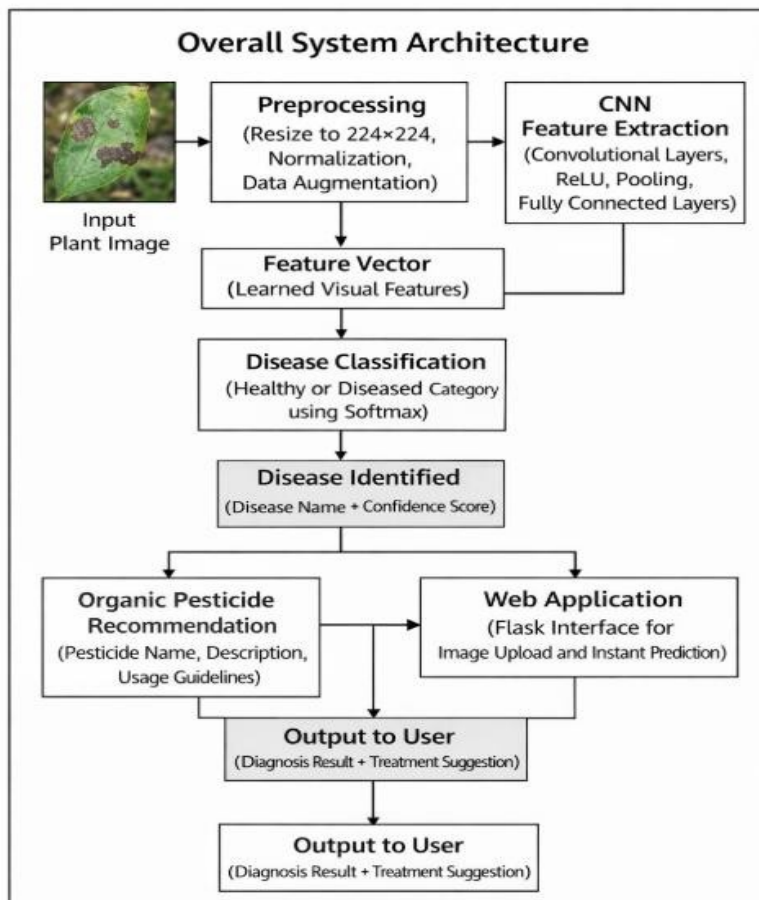 Overall System Architecture
Input
Plant Image
Preprocessing
(Resize to 224×224,
Normalization,
Data Augmentation)
CNN
Feature Extraction
(Convolutional Layers,
ReLU, Pooling,
Fully Connected Layers)
Feature Vector
(Learned Visual Features)
Disease Classification
(Healthy or Diseased Category
using Softmax)
Disease Identified
(Disease Name + Confidence Score)
Organic Pesticide
Recommendation
(Pesticide Name, Description,
Usage Guidelines)
Web Application
(Flask Interface for
Image Upload and Instant Prediction)
Output to User
(Diagnosis Result + Treatment Suggestion)
Output to User
(Diagnosis Result + Treatment Suggestion)